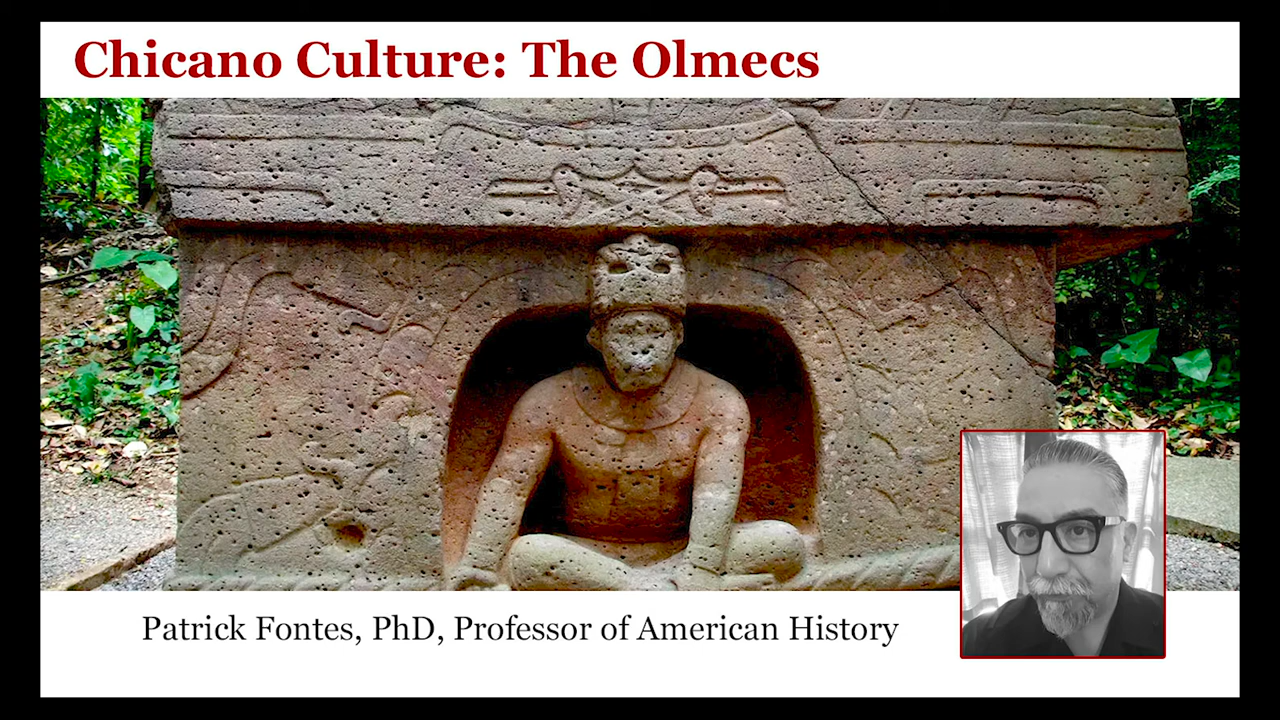 Chicano Culture: The Olmecs
Patrick Fontes, PhD, Professor of American History